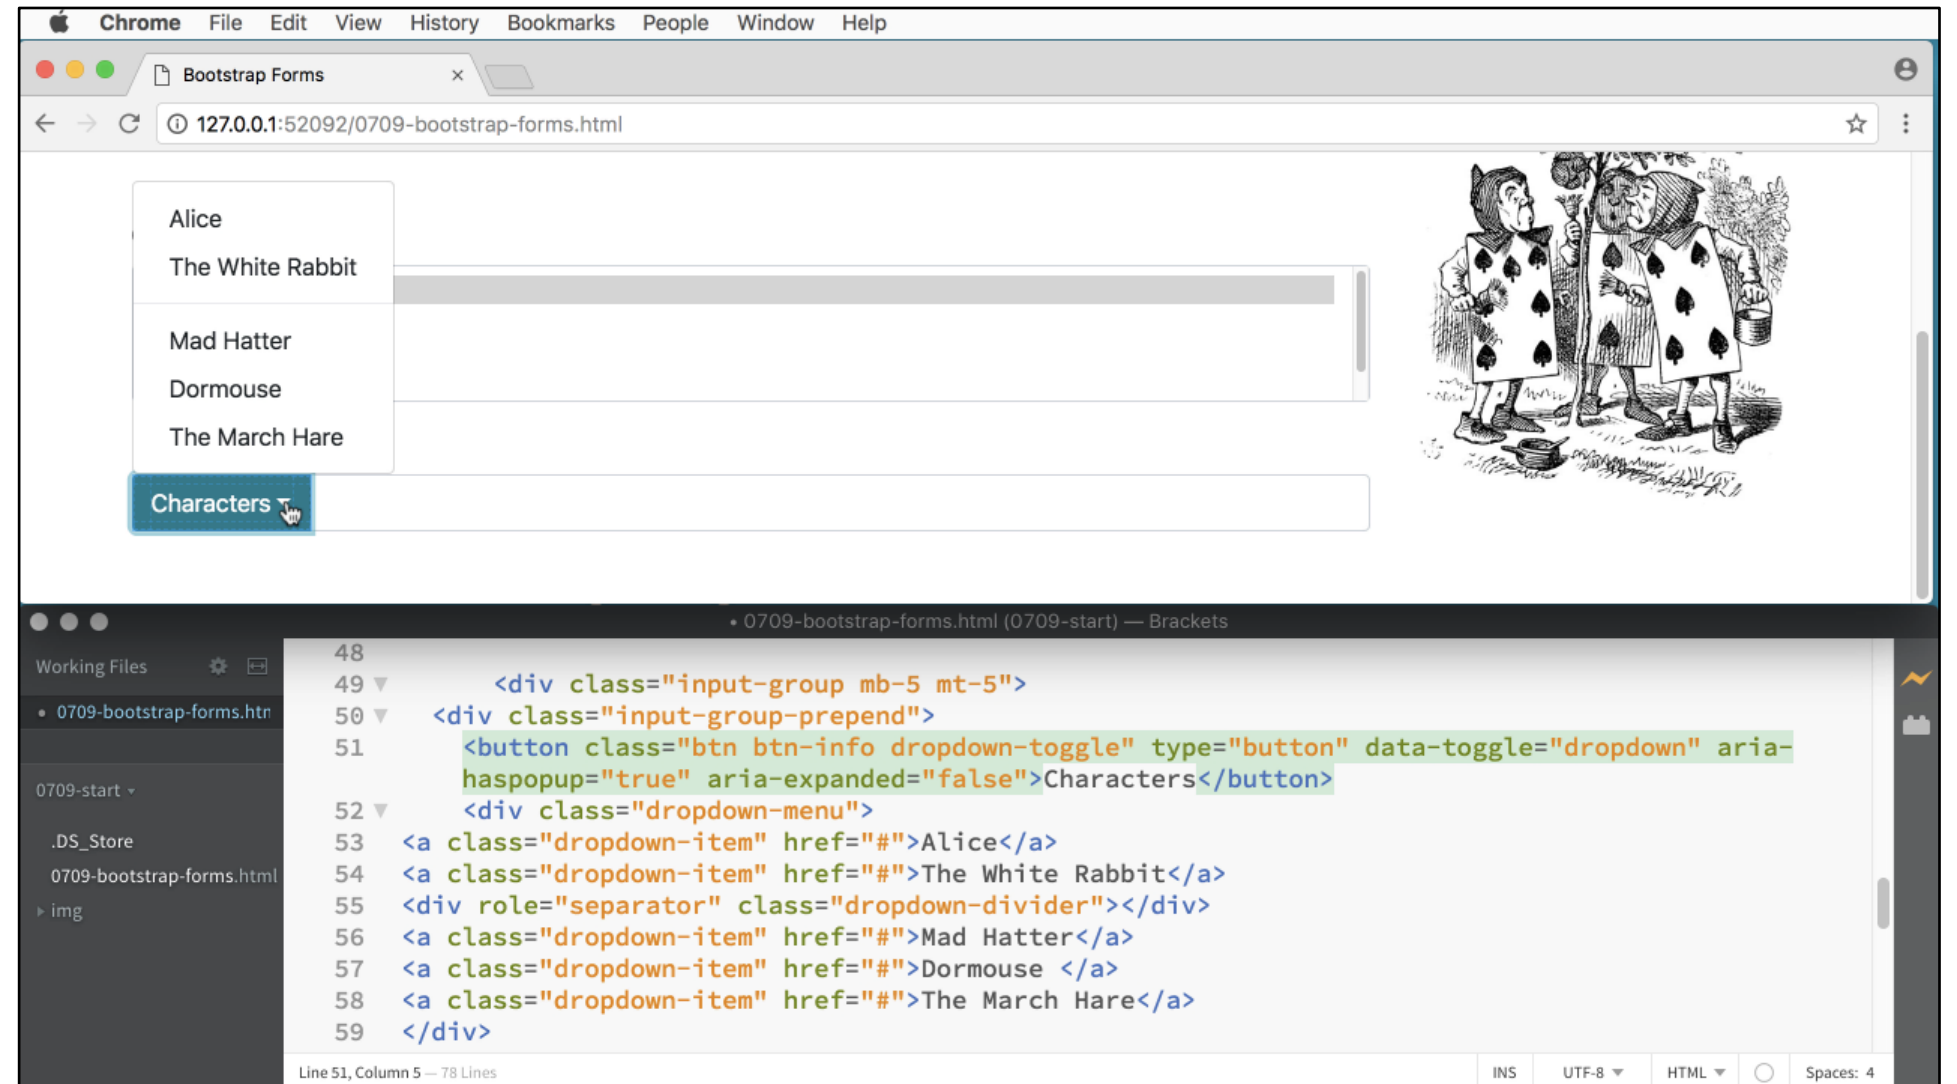 Chrome File Edit View History Bookmarks People Window Help
Bootstrap Forms
127.0.0.1:52092/0709-bootstrap-forms.html
Alice
The White Rabbit
Mad Hatter
Dormouse
The March Hare
Characters
• 0709-bootstrap-forms.html (0709-start) — Brackets
Working Files
• 0709-bootstrap-forms.htm
0709-start
.DS_Store
0709-bootstrap-forms.html
img
48
49 <div class="input-group mb-5 mt-5">
50 <div class="input-group-prepend">
51 <button class="btn btn-info dropdown-toggle" type="button" data-toggle="dropdown" aria-
haspopup="true" aria-expanded="false">Characters</button>
52 <div class="dropdown-menu">
53 <a class="dropdown-item" href="#">Alice</a>
54 <a class="dropdown-item" href="#">The White Rabbit</a>
55 <div role="separator" class="dropdown-divider"></div>
56 <a class="dropdown-item" href="#">Mad Hatter</a>
57 <a class="dropdown-item" href="#">Dormouse </a>
58 <a class="dropdown-item" href="#">The March Hare</a>
59 </div>
Line 51, Column 5 — 78 Lines
INS UTF-8 HTML Spaces: 4